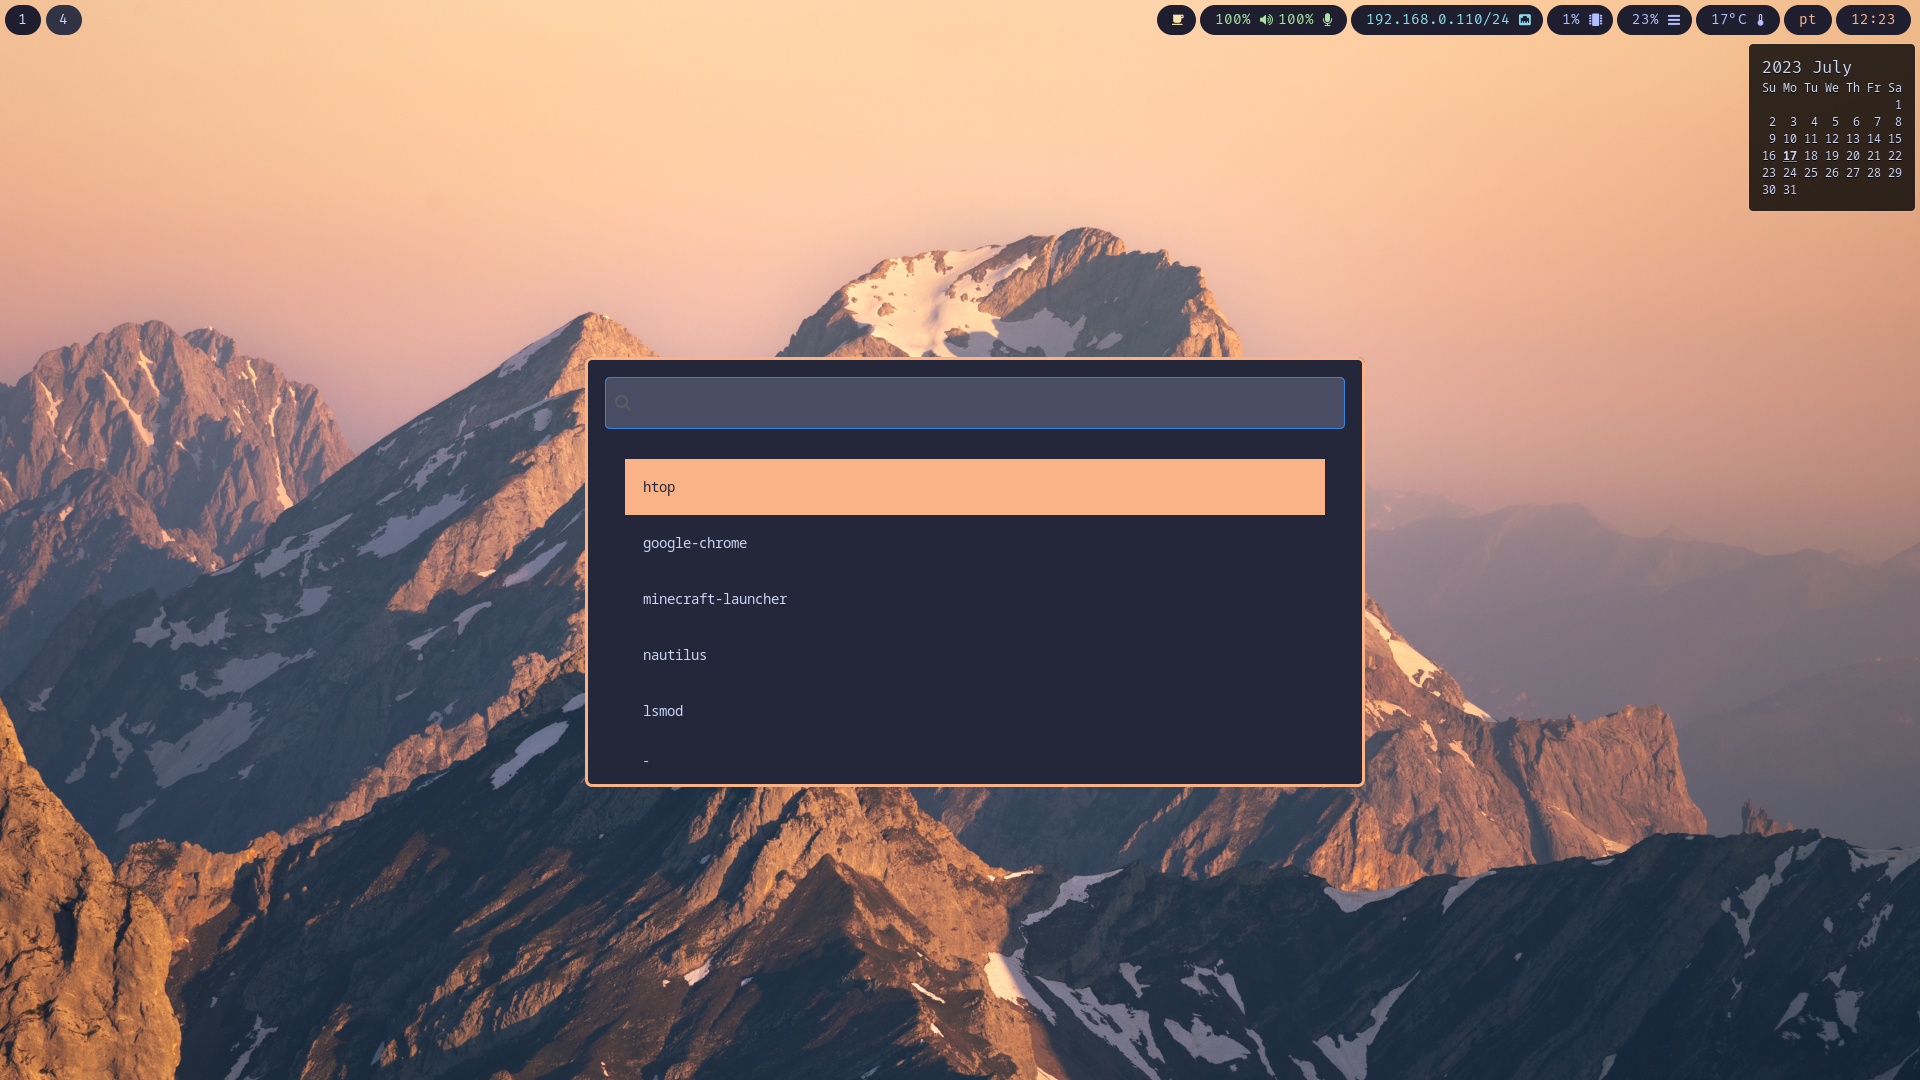 1 4 100% 100% 192.168.0.110/24 1% 23% 17°C pt 12:23
2023 July
Su Mo Tu We Th Fr Sa
1
2 3 4 5 6 7 8
9 10 11 12 13 14 15
16 17 18 19 20 21 22
23 24 25 26 27 28 29
30 31
htop
google-chrome
minecraft-launcher
nautilus
lsmod